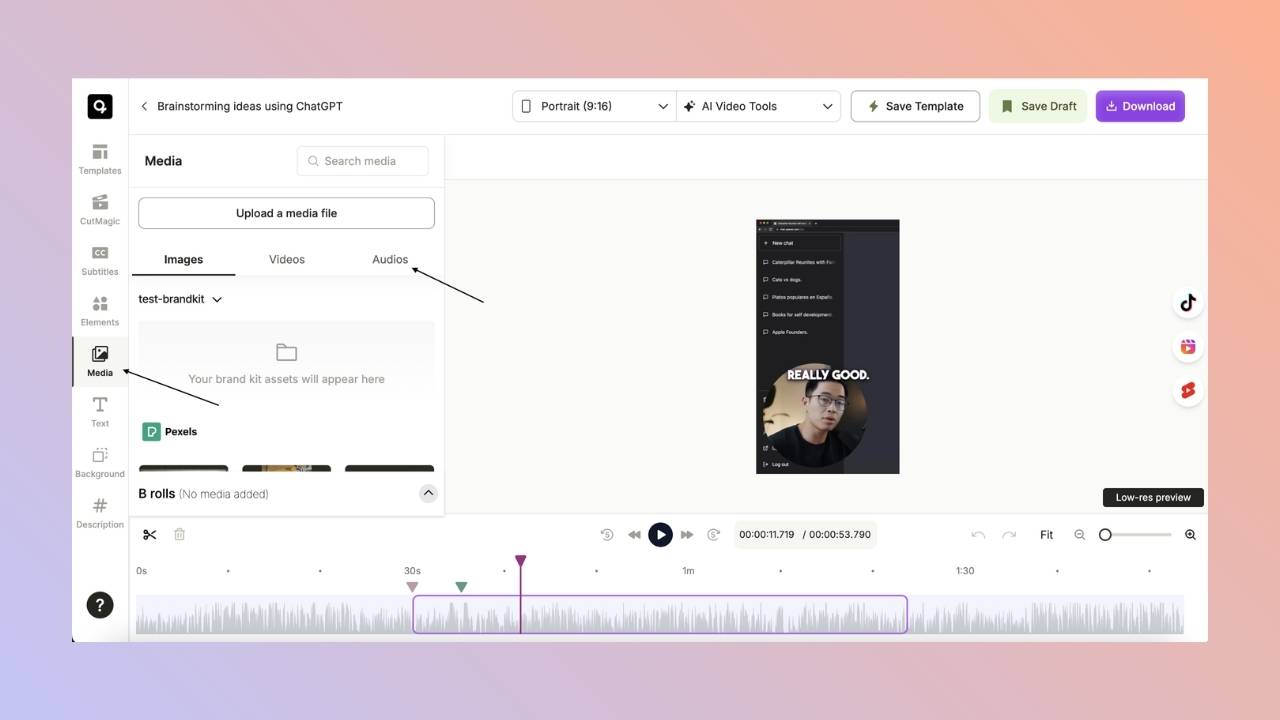 Brainstorming ideas using ChatGPT
Portrait (9:16)
AI Video Tools
Save Template
Save Draft
Download
Templates
CutMagic
CC
Subtitles
Elements
Media
Text
Background
Description
?
Media
Search media
Upload a media file
Images
Videos
Audios
test-brandkit
Your brand kit assets will appear here
Pexels
B rolls (No media added)
New chat
Caterpillar Reunites with
Cats vs dogs.
Platos populares en España.
Books for self development.
Apple Founders.
REALLY GOOD.
Log out
Low-res preview
5
5
00:00:11.719 / 00:00:53.790
Fit
0s
30s
1m
1:30